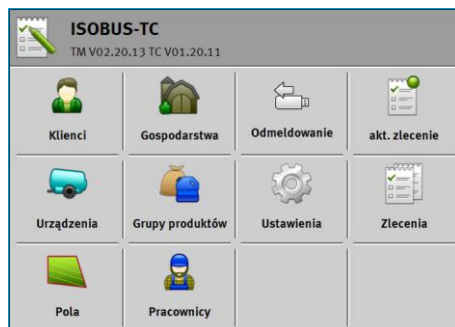 ISOBUS-TC
TM V02.20.13 TC V01.20.11
Klienci
Gospodarstwa
Odmeldowanie
akt. zlecenie
Urządzenia
Grupy produktów
Ustawienia
Zlecenia
Pola
Pracownicy